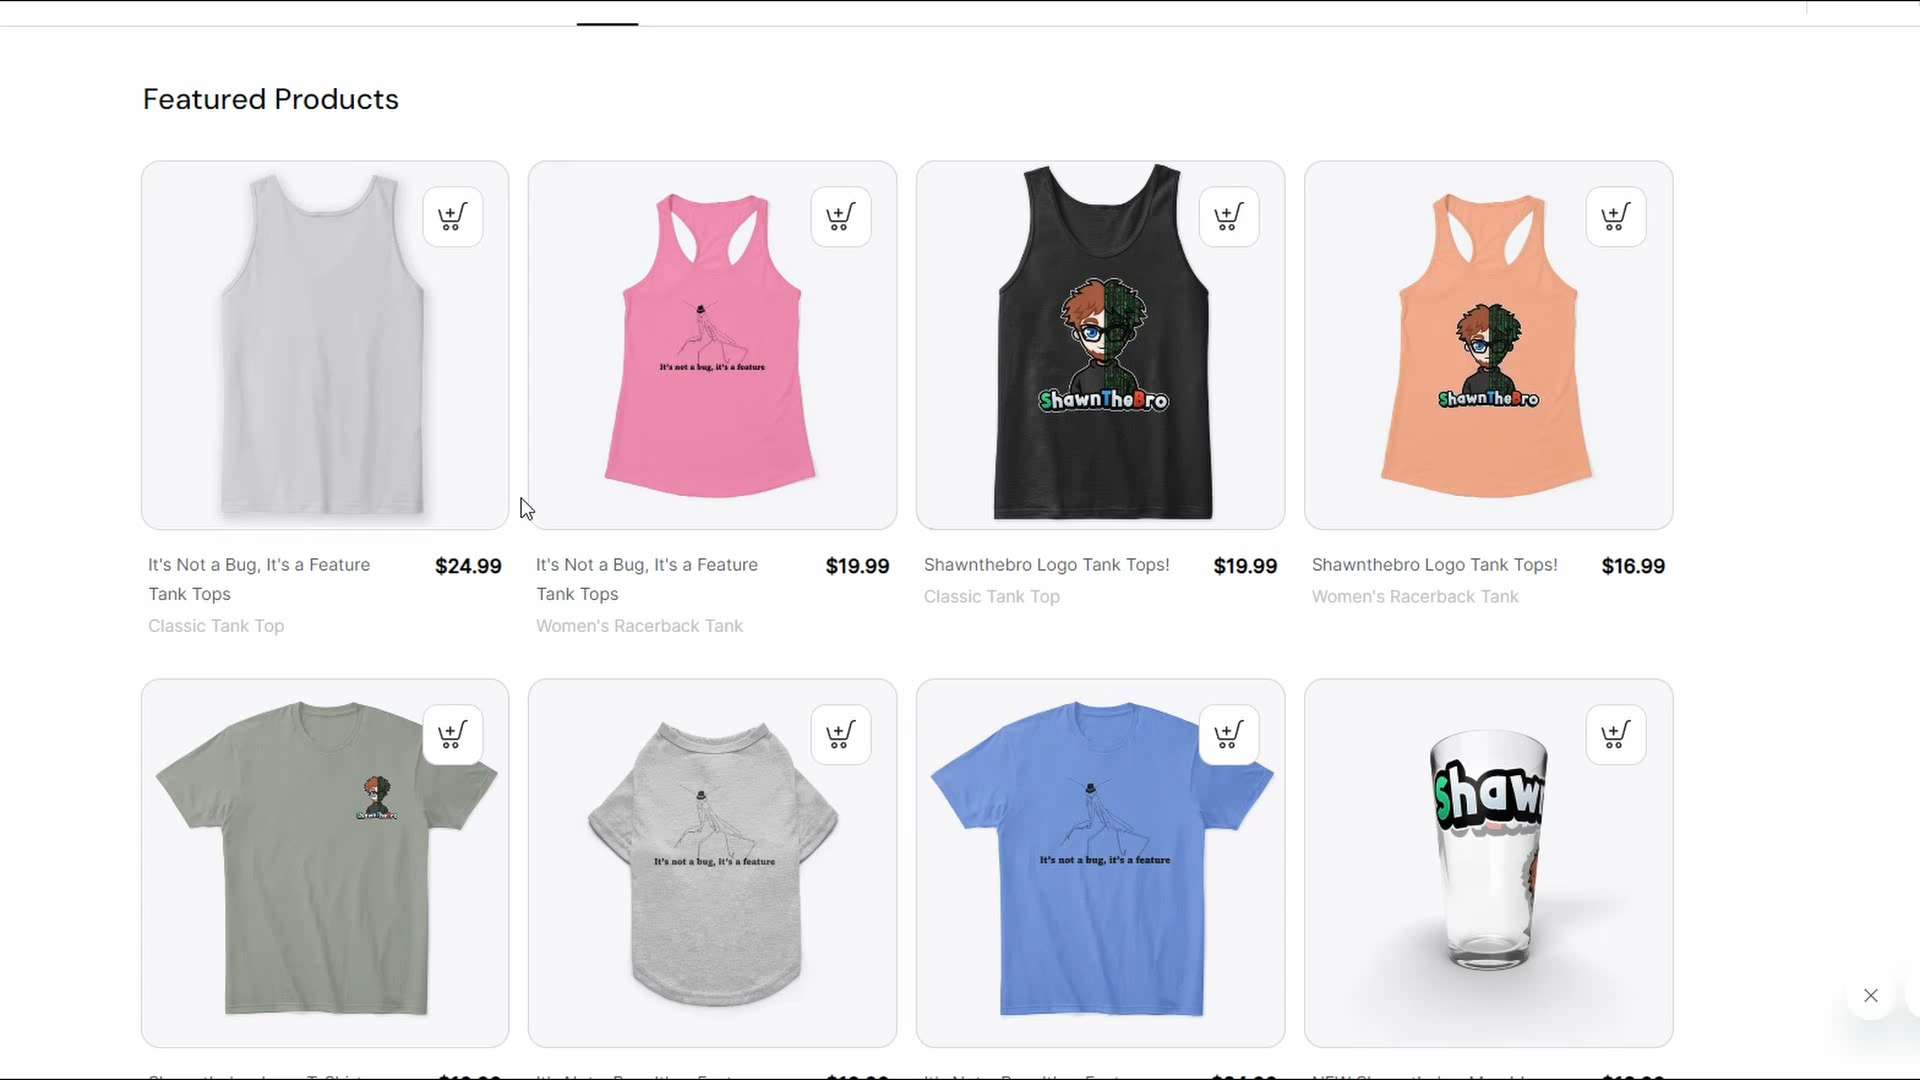 Featured Products
It's not a bug, it's a feature
ShawnTheBro
ShawnTheBro
It's Not a Bug, It's a Feature
Tank Tops
$24.99
Classic Tank Top
It's Not a Bug, It's a Feature
Tank Tops
$19.99
Women's Racerback Tank
Shawnthebro Logo Tank Tops!
$19.99
Classic Tank Top
Shawnthebro Logo Tank Tops!
$16.99
Women's Racerback Tank
ShawnTheBro
It's not a bug, it's a feature
It's not a bug, it's a feature
Shaw